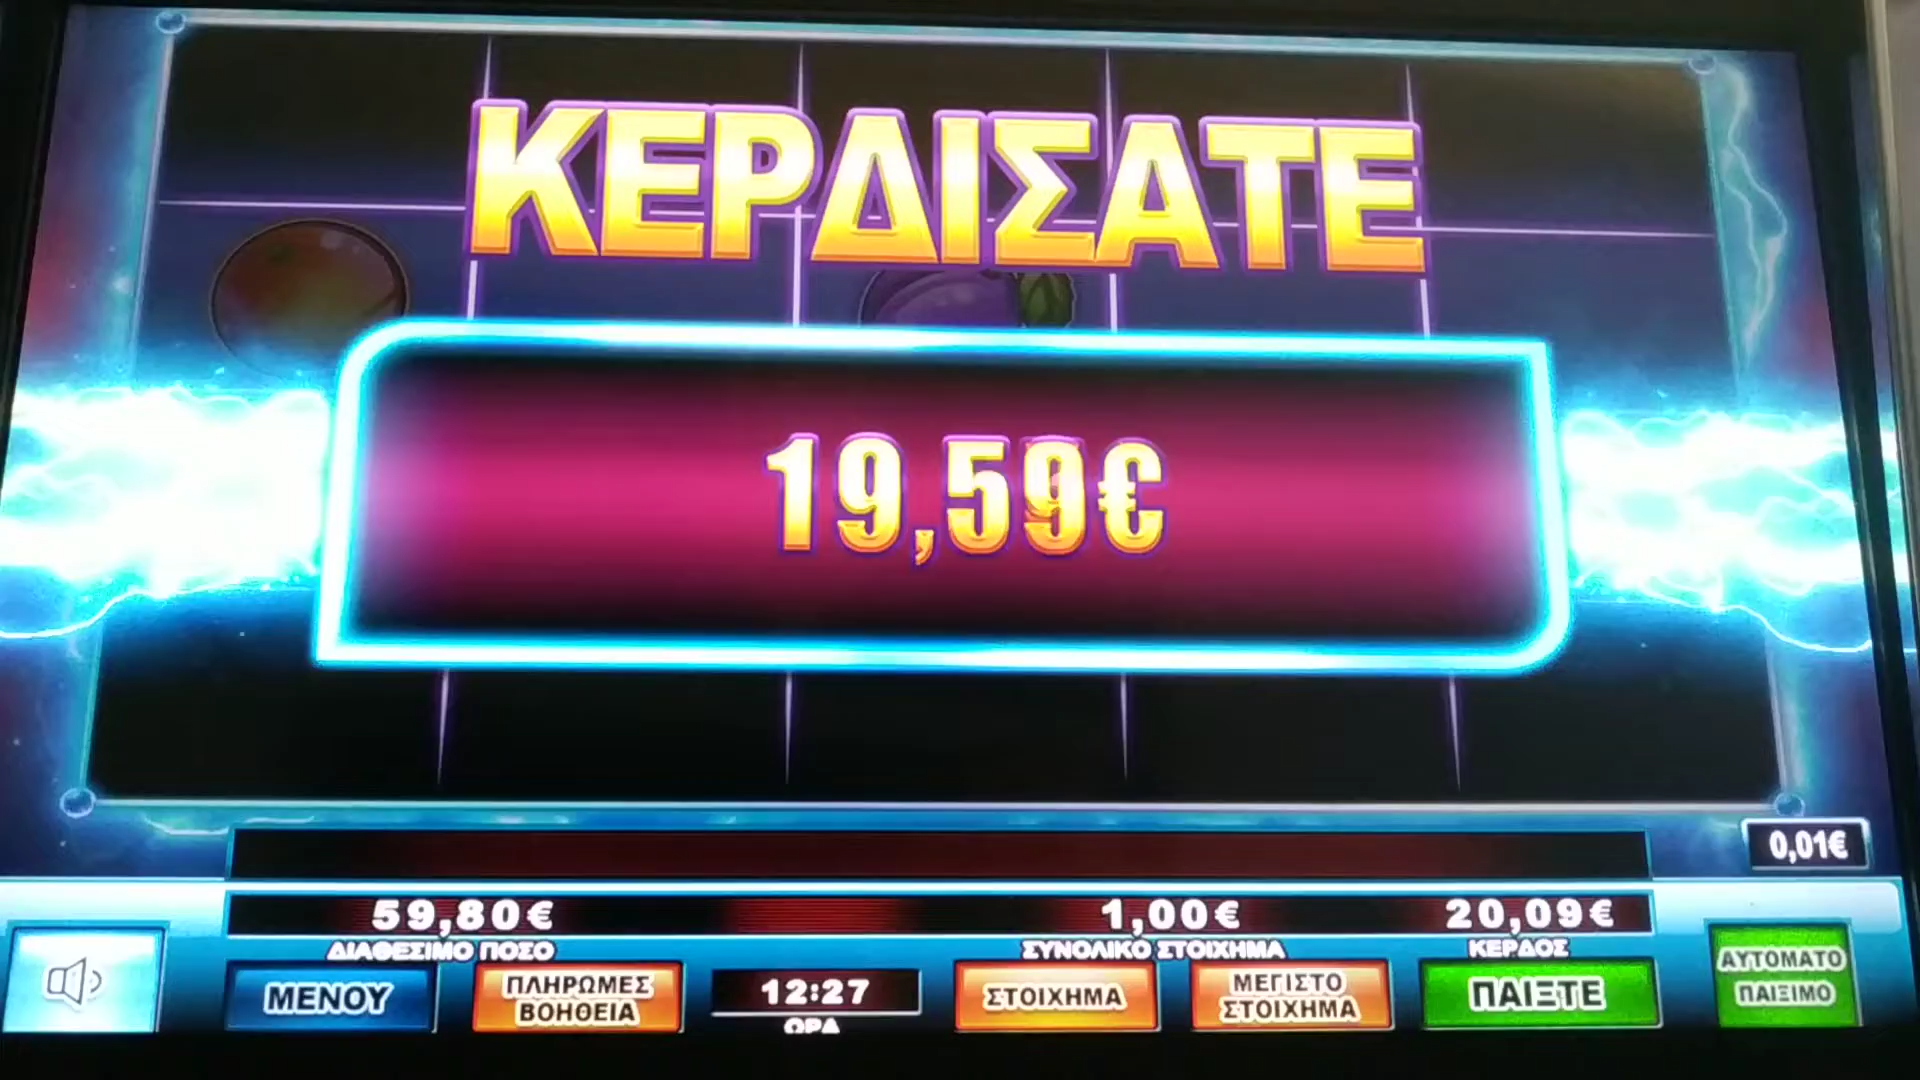 ΚΕΡΔΙΣΑΤΕ
19,59€
0,01€
59,80€ 1,00€ 20,09€
ΔΙΑΘΕΣΙΜΟ ΠΟΣΟ ΣΥΝΟΛΙΚΟ ΣΤΟΙΧΗΜΑ ΚΕΡΔΟΣ
ΜΕΝΟΥ
ΠΛΗΡΩΜΕΣ
ΒΟΗΘΕΙΑ
12:27
ΩΡΑ
ΣΤΟΙΧΗΜΑ
ΜΕΓΙΣΤΟ
ΣΤΟΙΧΗΜΑ
ΠΑΙΞΤΕ
ΑΥΤΟΜΑΤΟ
ΠΑΙΞΙΜΟ